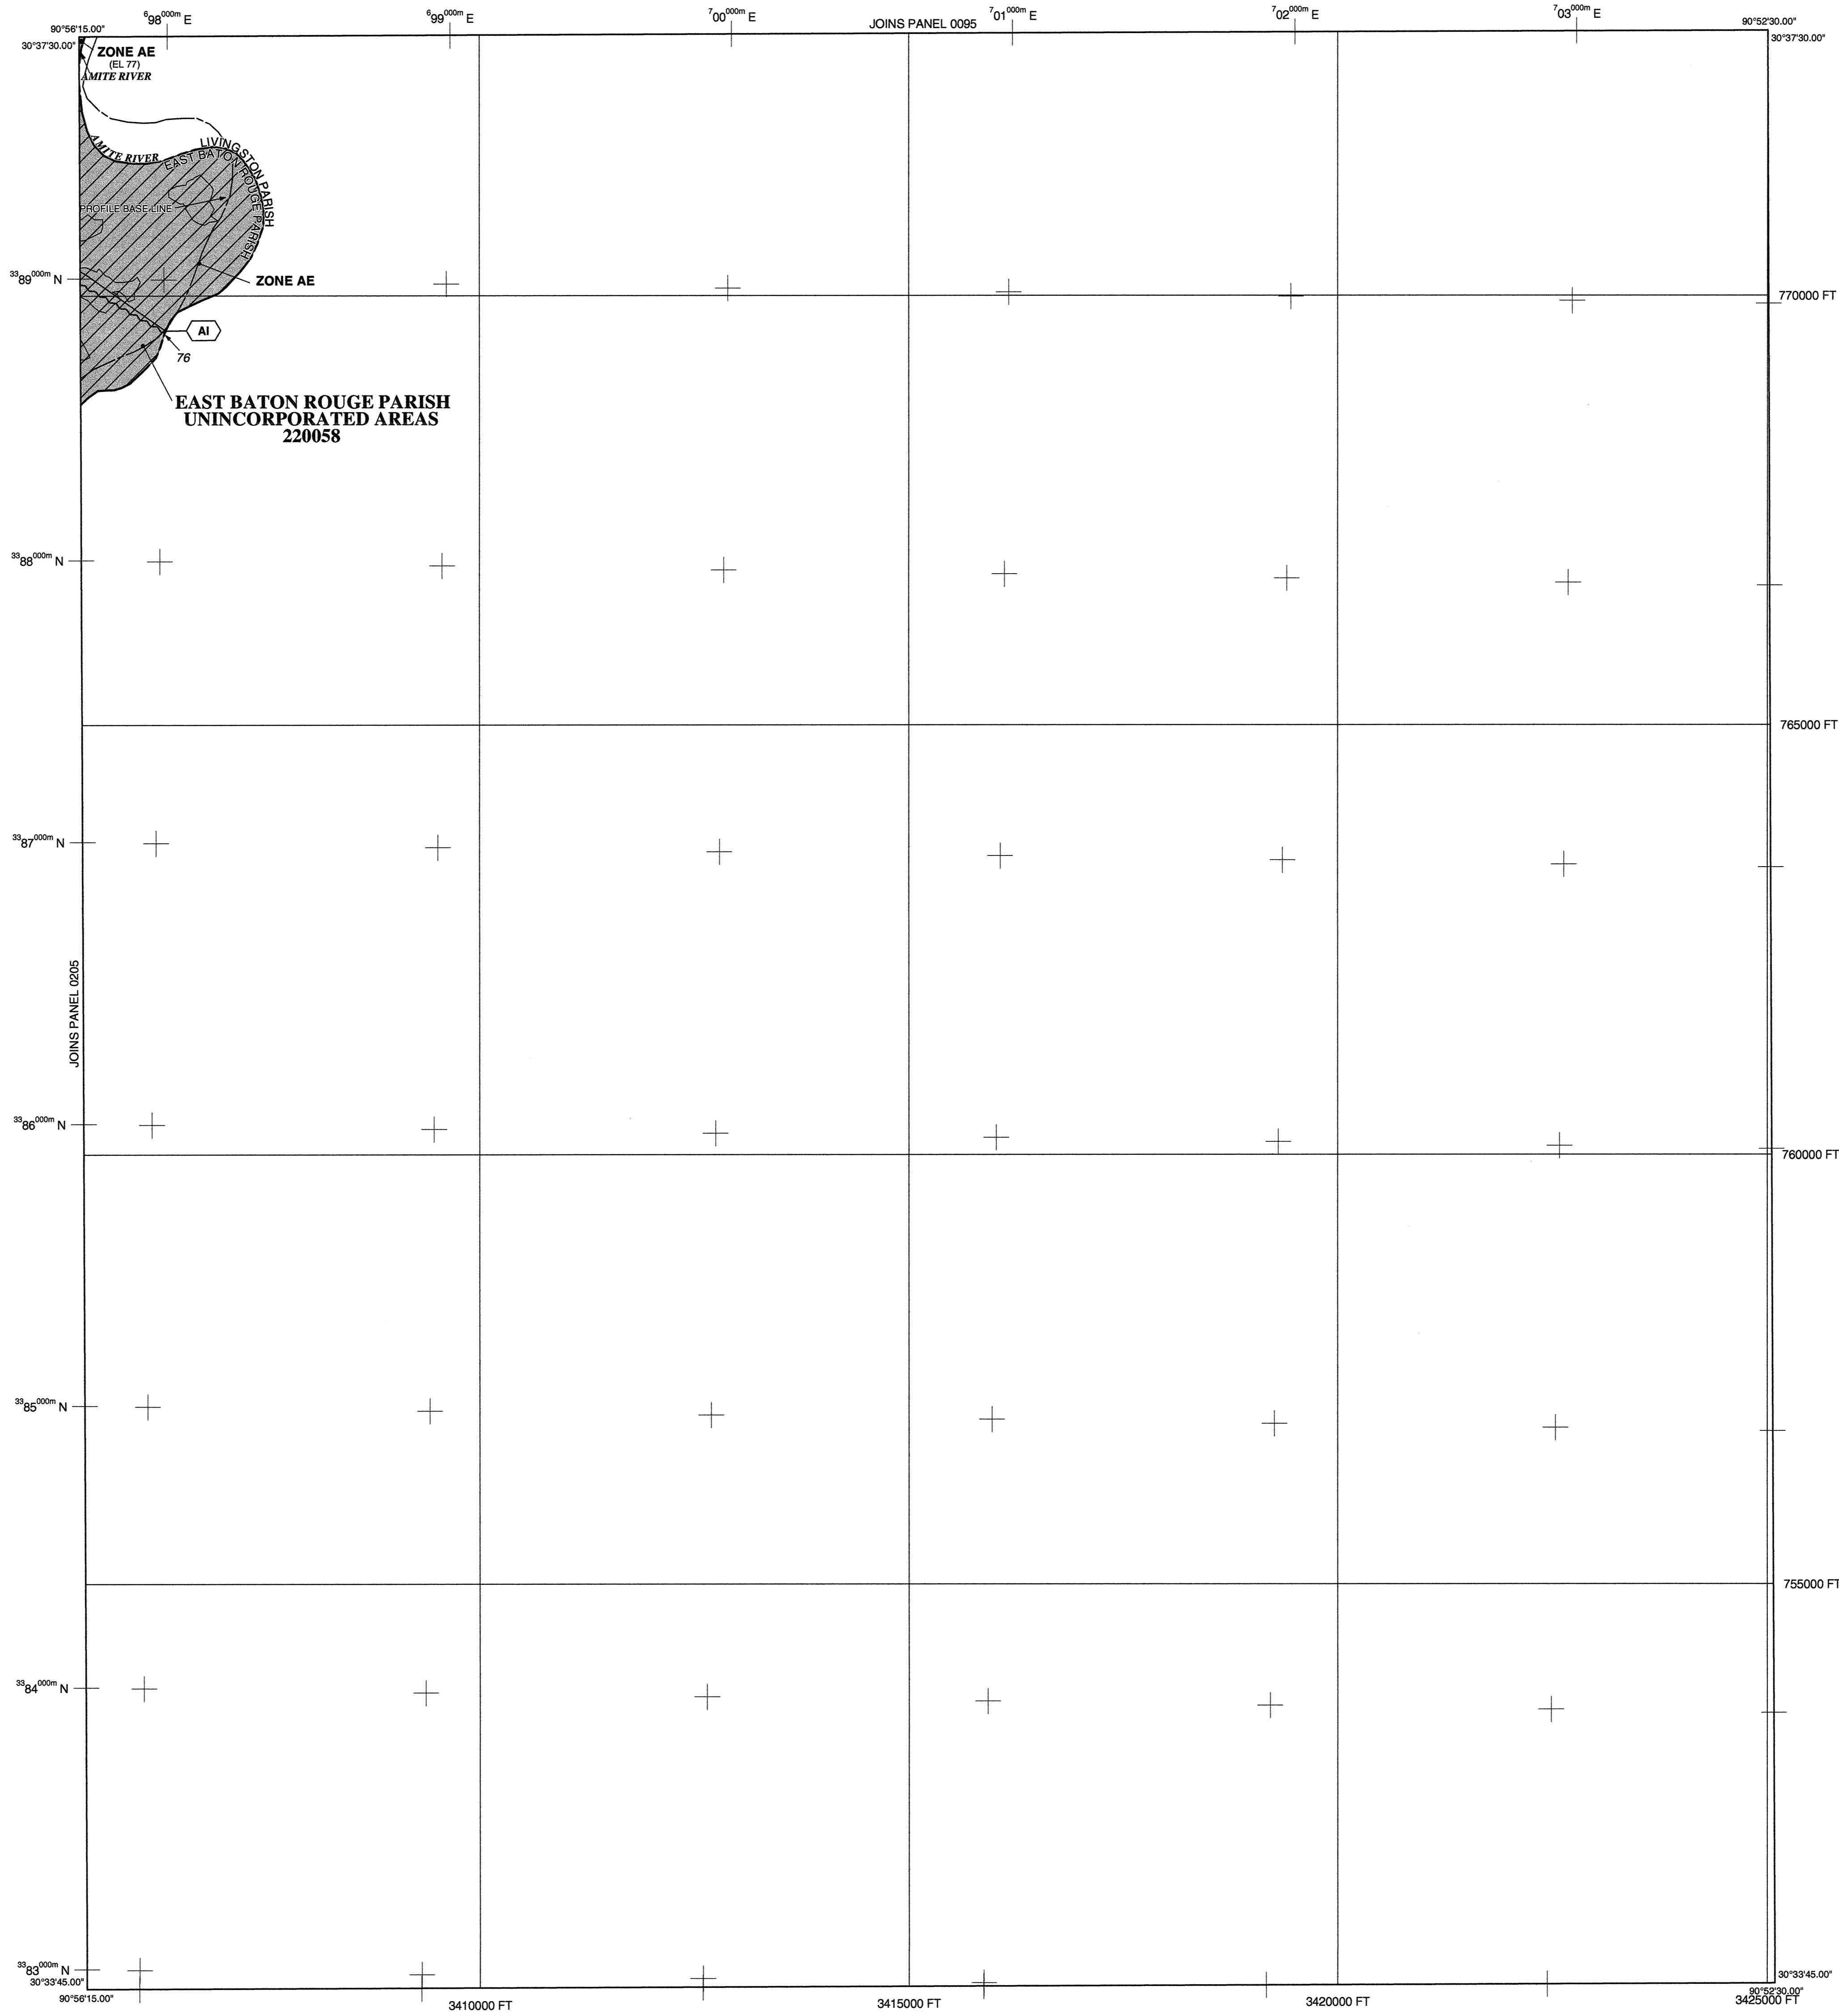 698000m E
699000m E
700000m E
JOINS PANEL 0095
701000m E
702000m E
703000m E
90°56'15.00"
90°52'30.00"
30°37'30.00"
30°37'30.00"
ZONE AE
(EL 77)
AMITE RIVER
AMITE RIVER
LIVINGSTON PARISH
EAST BATON ROUGE PARISH
PROFILE BASE LINE
3389000m N
ZONE AE
770000 FT
AI
76
EAST BATON ROUGE PARISH
UNINCORPORATED AREAS
220058
3388000m N
765000 FT
3387000m N
JOINS PANEL 0205
3386000m N
760000 FT
3385000m N
755000 FT
3384000m N
3383000m N
30°33'45.00"
30°33'45.00"
90°56'15.00"
90°52'30.00"
3410000 FT
3415000 FT
3420000 FT
3425000 FT